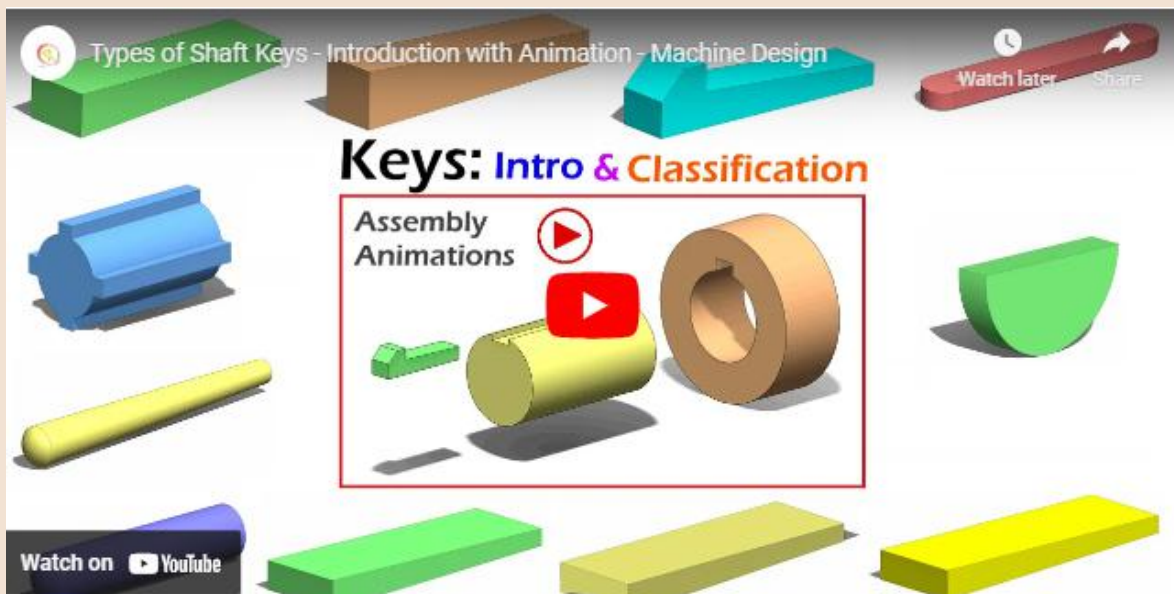 Types of Shaft Keys - Introduction with Animation - Machine Design
Watch later
Share
Keys: Intro & Classification
Assembly
Animations
Watch on YouTube